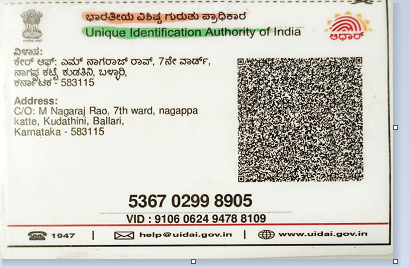 ಭಾರತೀಯ ವಿಶಿಷ್ಟ ಗುರುತು ಪ್ರಾಧಿಕಾರ
Unique Identification Authority of India
ಆಧಾರ್
ವಿಳಾಸ:
ಕೇರ್ ಆಫ್: ಎಮ್ ನಾಗರಾಜ್ ರಾವ್, 7ನೇ ವಾರ್ಡ್,
ನಾಗಪ್ಪ ಕಟ್ಟೆ ಕುಡತಿನಿ, ಬಳ್ಳಾರಿ,
ಕರ್ನಾಟಕ - 583115
Address:
C/O: M Nagaraj Rao, 7th ward, nagappa
katte, Kudathini, Ballari,
Karnataka - 583115
5367 0299 8905
VID : 9106 0624 9478 8109
1947 | help@uidai.gov.in | www.uidai.gov.in